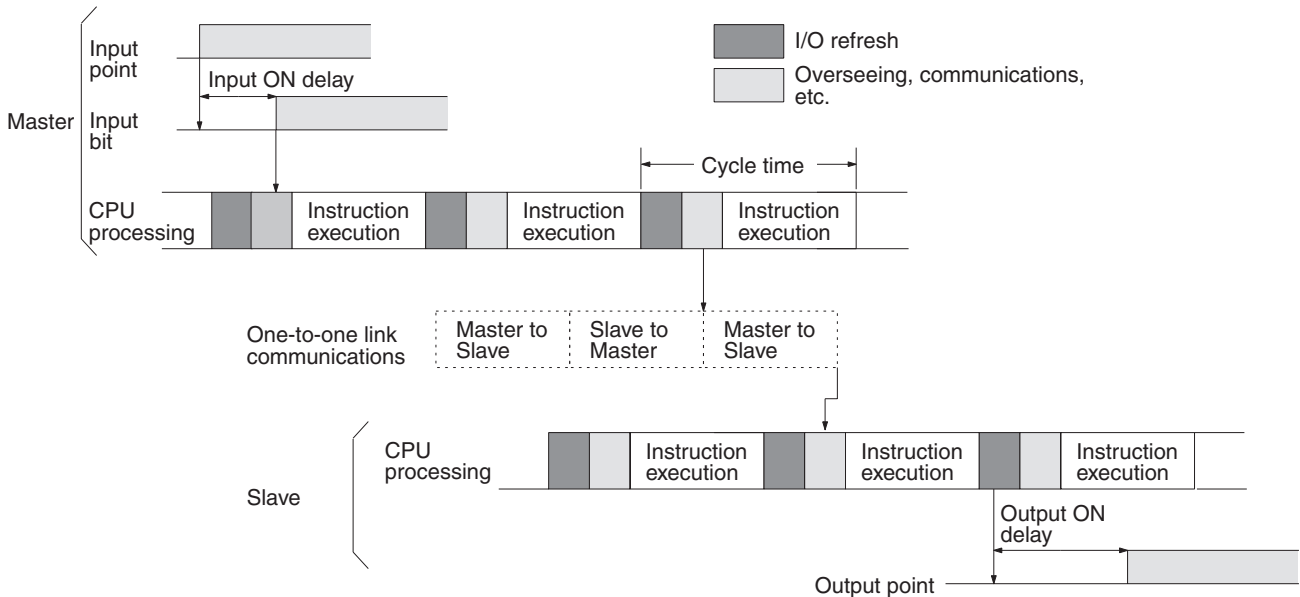 Input
point
I/O refresh
Overseeing, communications,
etc.
Input ON delay
Master
Input
bit
Cycle time
CPU
processing
Instruction
execution
Instruction
execution
Instruction
execution
One-to-one link
communications
Master to
Slave
Slave to
Master
Master to
Slave
CPU
processing
Instruction
execution
Instruction
execution
Instruction
execution
Slave
Output ON
delay
Output point